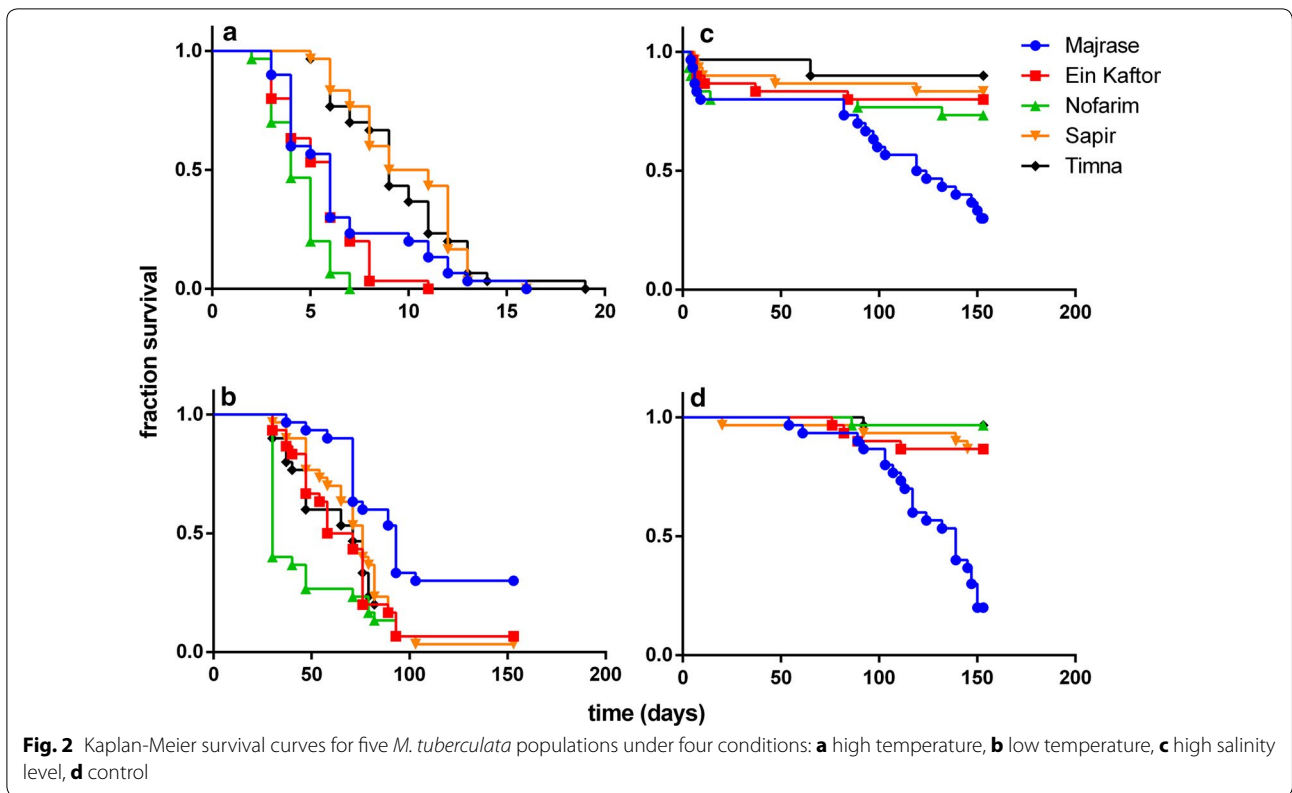 a
1.0
0.5
0.0
0
5
10
15
20
c
1.0
0.5
0.0
0
50
100
150
200
Majrase
Ein Kaftor
Nofarim
Sapir
Timna
fraction survival
b
1.0
0.5
0.0
0
50
100
150
200
d
1.0
0.5
0.0
0
50
100
150
200
time (days)
Fig. 2 Kaplan-Meier survival curves for five M. tuberculata populations under four conditions: a high temperature, b low temperature, c high salinity
level, d control